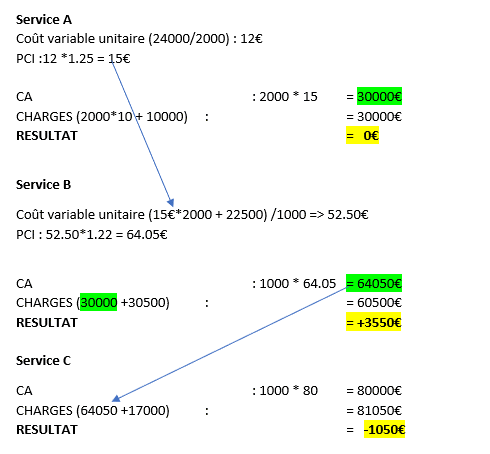 Service A
Coût variable unitaire (24000/2000) : 12€
PCI :12 *1.25 = 15€
CA : 2000 * 15 = 30000€
CHARGES (2000*10 + 10000) : = 30000€
RESULTAT = 0€
Service B
Coût variable unitaire (15€*2000 + 22500) /1000 => 52.50€
PCI : 52.50*1.22 = 64.05€
CA : 1000 * 64.05 = 64050€
CHARGES (30000 +30500) : = 60500€
RESULTAT = +3550€
Service C
CA : 1000 * 80 = 80000€
CHARGES (64050 +17000) : = 81050€
RESULTAT = -1050€